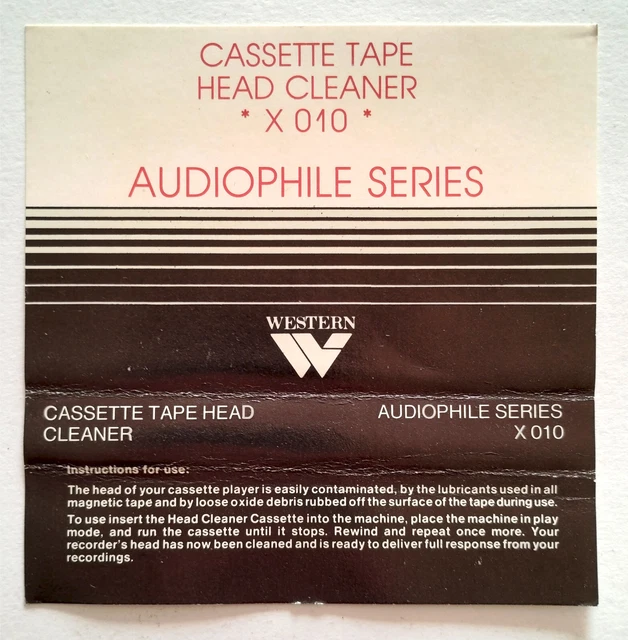 CASSETTE TAPE
HEAD CLEANER
* X 010 *
AUDIOPHILE SERIES
WESTERN
CASSETTE TAPE HEAD
CLEANER
AUDIOPHILE SERIES
X 010
Instructions for use:
The head of your cassette player is easily contaminated, by the lubricants used in all
magnetic tape and by loose oxide debris rubbed off the surface of the tape during use.
To use insert the Head Cleaner Cassette into the machine, place the machine in play
mode, and run the cassette until it stops. Rewind and repeat once more. Your
recorder's head has now been cleaned and is ready to deliver full response from your
recordings.